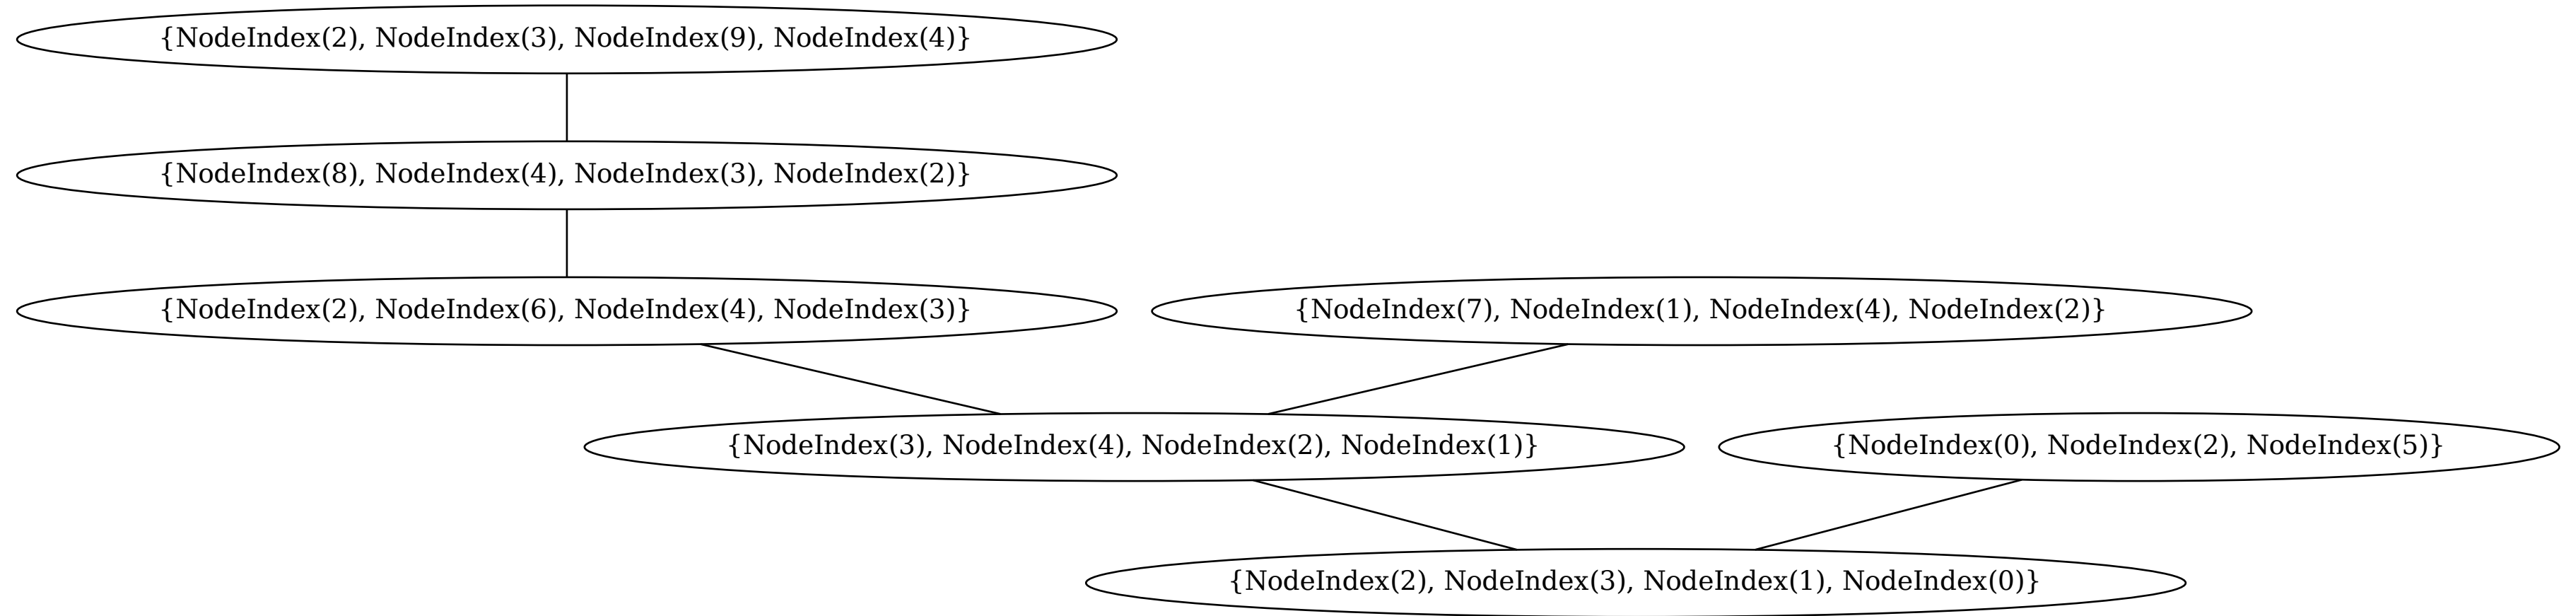 {NodeIndex(2), NodeIndex(3), NodeIndex(9), NodeIndex(4)}
{NodeIndex(8), NodeIndex(4), NodeIndex(3), NodeIndex(2)}
{NodeIndex(2), NodeIndex(6), NodeIndex(4), NodeIndex(3)}
{NodeIndex(7), NodeIndex(1), NodeIndex(4), NodeIndex(2)}
{NodeIndex(3), NodeIndex(4), NodeIndex(2), NodeIndex(1)}
{NodeIndex(0), NodeIndex(2), NodeIndex(5)}
{NodeIndex(2), NodeIndex(3), NodeIndex(1), NodeIndex(0)}